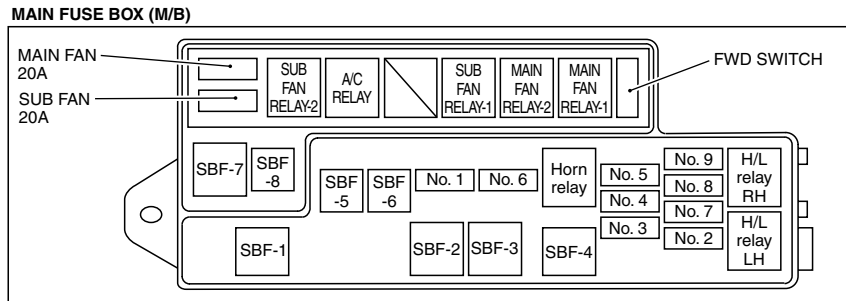 MAIN FUSE BOX (M/B)
MAIN FAN
20A
SUB FAN
20A
SUB
FAN
RELAY-2
A/C
RELAY
SUB
FAN
RELAY-1
MAIN
FAN
RELAY-2
MAIN
FAN
RELAY-1
FWD SWITCH
SBF-7
SBF
-8
SBF
-5
SBF
-6
No. 1
No. 6
Horn
relay
No. 5
No. 4
No. 3
No. 9
No. 8
No. 7
No. 2
H/L
relay
RH
H/L
relay
LH
SBF-1
SBF-2
SBF-3
SBF-4